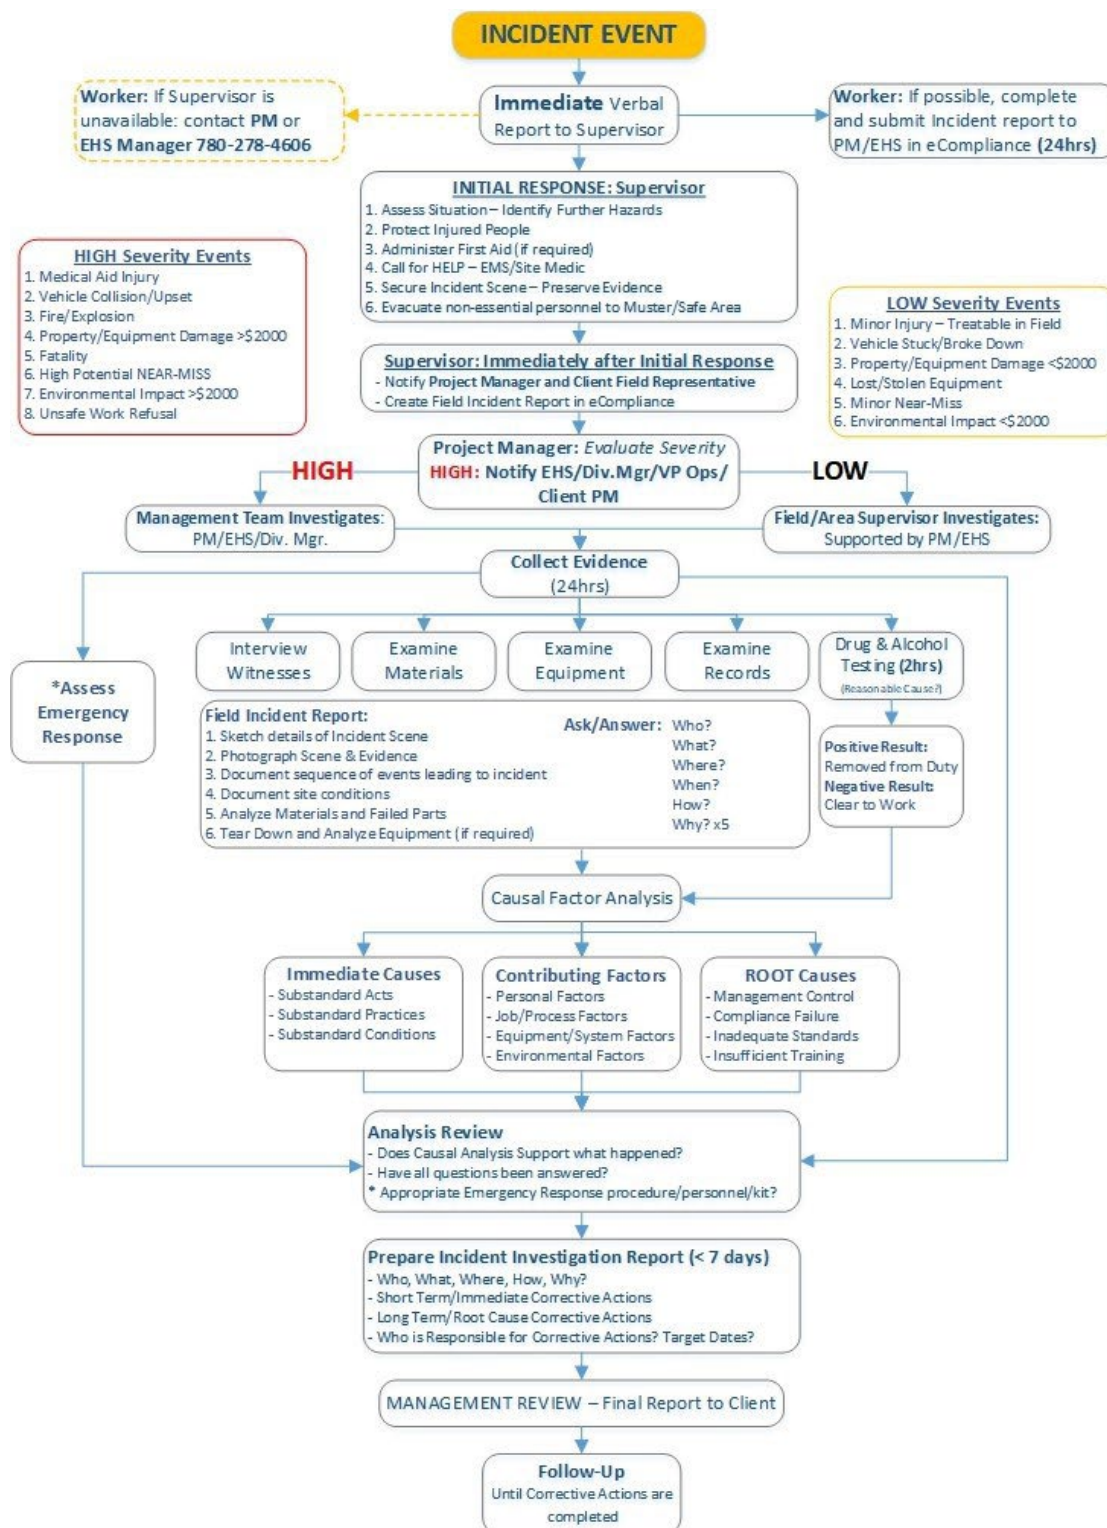 INCIDENT EVENT
Worker: If Supervisor is
unavailable: contact PM or
EHS Manager 780-278-4606
Immediate Verbal
Report to Supervisor
Worker: If possible, complete
and submit Incident report to
PM/EHS in eCompliance (24hrs)
INITIAL RESPONSE: Supervisor
1. Assess Situation – Identify Further Hazards
2. Protect Injured People
3. Administer First Aid (if required)
4. Call for HELP – EMS/Site Medic
5. Secure Incident Scene – Preserve Evidence
6. Evacuate non-essential personnel to Muster/Safe Area
HIGH Severity Events
1. Medical Aid Injury
2. Vehicle Collision/Upset
3. Fire/Explosion
4. Property/Equipment Damage >$2000
5. Fatality
6. High Potential NEAR-MISS
7. Environmental Impact >$2000
8. Unsafe Work Refusal
LOW Severity Events
1. Minor Injury – Treatable in Field
2. Vehicle Stuck/Broke Down
3. Property/Equipment Damage <$2000
4. Lost/Stolen Equipment
5. Minor Near-Miss
6. Environmental Impact <$2000
Supervisor: Immediately after Initial Response
- Notify Project Manager and Client Field Representative
- Create Field Incident Report in eCompliance
Project Manager: Evaluate Severity
HIGH: Notify EHS/Div.Mgr/VP Ops/
Client PM
HIGH
LOW
Management Team Investigates:
PM/EHS/Div. Mgr.
Field/Area Supervisor Investigates:
Supported by PM/EHS
Collect Evidence
(24hrs)
Interview
Witnesses
Examine
Materials
Examine
Equipment
Examine
Records
Drug & Alcohol
Testing (2hrs)
(Reasonable Cause?)
*Assess
Emergency
Response
Field Incident Report:
1. Sketch details of Incident Scene
2. Photograph Scene & Evidence
3. Document sequence of events leading to incident
4. Document site conditions
5. Analyze Materials and Failed Parts
6. Tear Down and Analyze Equipment (if required)
Ask/Answer:
Who?
What?
Where?
When?
How?
Why? x5
Positive Result:
Removed from Duty
Negative Result:
Clear to Work
Causal Factor Analysis
Immediate Causes
- Substandard Acts
- Substandard Practices
- Substandard Conditions
Contributing Factors
- Personal Factors
- Job/Process Factors
- Equipment/System Factors
- Environmental Factors
ROOT Causes
- Management Control
- Compliance Failure
- Inadequate Standards
- Insufficient Training
Analysis Review
- Does Causal Analysis Support what happened?
- Have all questions been answered?
* Appropriate Emergency Response procedure/personnel/kit?
Prepare Incident Investigation Report (< 7 days)
- Who, What, Where, How, Why?
- Short Term/Immediate Corrective Actions
- Long Term/Root Cause Corrective Actions
- Who is Responsible for Corrective Actions? Target Dates?
MANAGEMENT REVIEW – Final Report to Client
Follow-Up
Until Corrective Actions are
completed